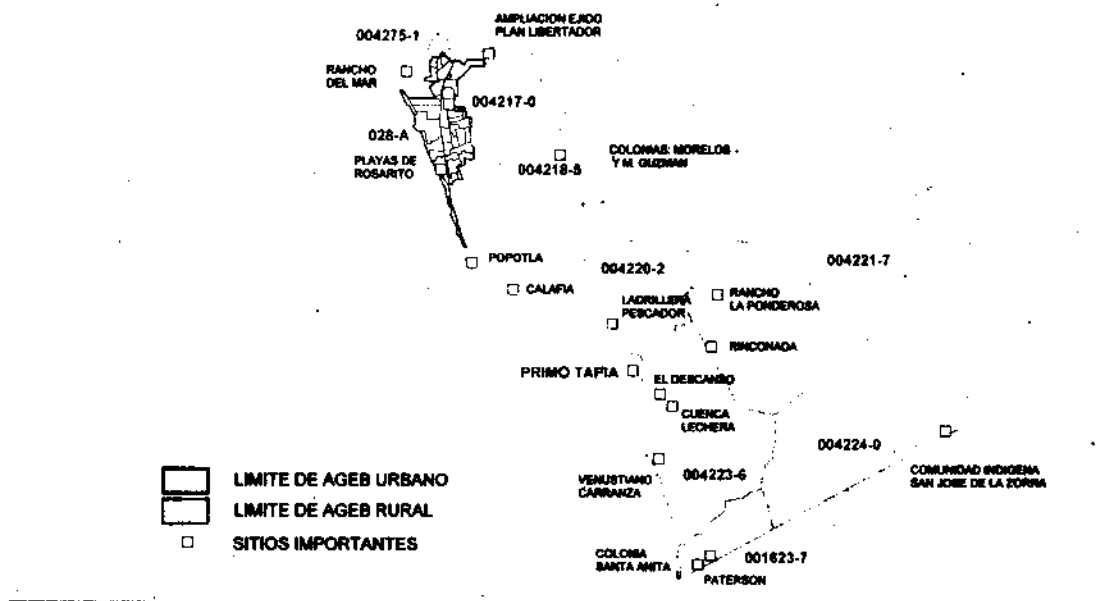 AMPLIACION EJIDO
PLAN LIBERTADOR
004275-1
RANCHO
DEL MAR
004217-0
028-A
PLAYAS DE
ROSARITO
COLONIAS: MORELOS
Y M. GUZMAN
004218-5
POPOTLA
004220-2
004221-7
CALAFIA
LADRILLERA
PESCADOR
RANCHO
LA PONDEROSA
RINCONADA
PRIMO TAPIA
EL DESCANSO
CUENCA
LECHERA
004224-0
VENUSTIANO
CARRANZA
004223-6
COMUNIDAD INDIGENA
SAN JOSE DE LA ZORRA
LIMITE DE AGEB URBANO
LIMITE DE AGEB RURAL
SITIOS IMPORTANTES
COLONIA
SANTA ANITA
001623-7
PATERSON